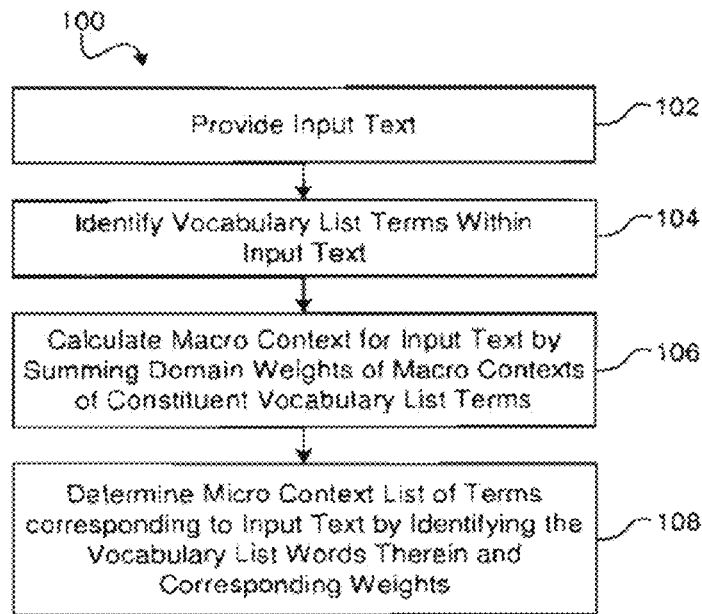 100
Provide Input Text
102
Identify Vocabulary List Terms Within
Input Text
104
Calculate Macro Context for Input Text by
Summing Domain Weights of Macro Contexts
of Constituent Vocabulary List Terms
106
Determine Micro Context List of Terms
corresponding to Input Text by Identifying the
Vocabulary List Words Therein and
Corresponding Weights
108